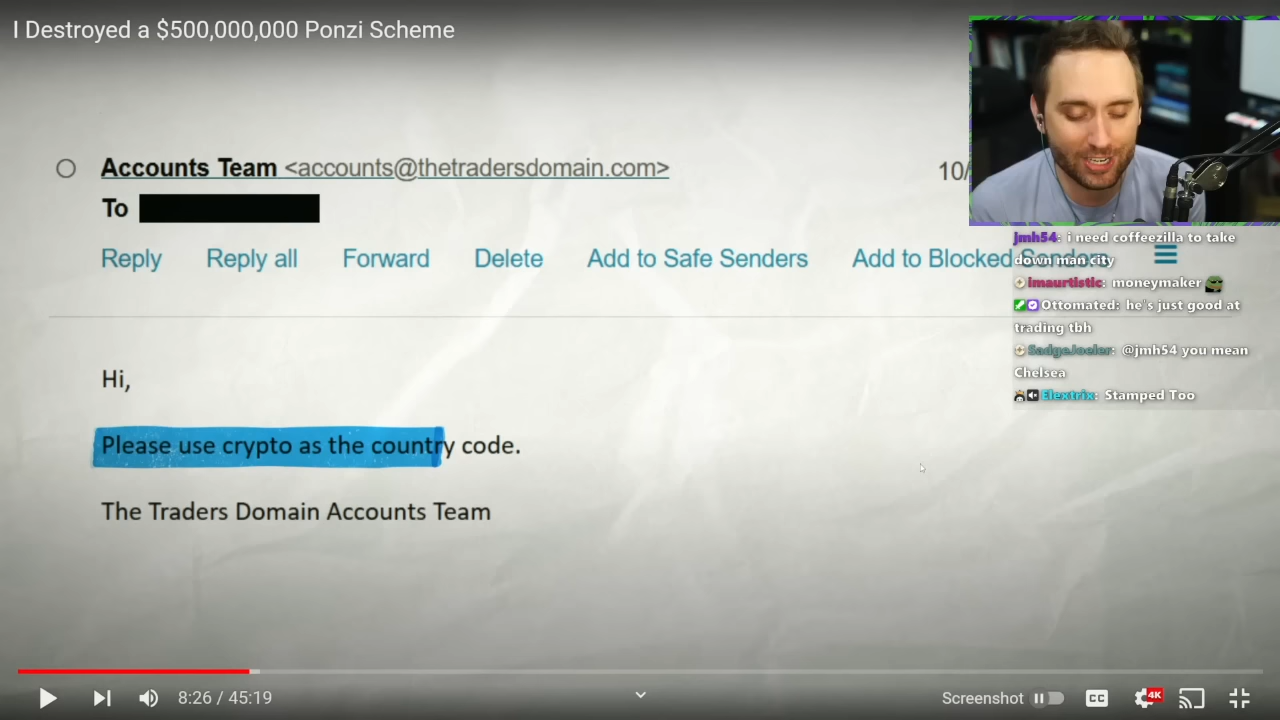 I Destroyed a $500,000,000 Ponzi Scheme
Accounts Team <accounts@thetradersdomain.com>
10/
To
Reply Reply all Forward Delete Add to Safe Senders Add to Blocked
Hi,
Please use crypto as the country code.
The Traders Domain Accounts Team
jmh54: i need coffeezilla to take
down man city
imaurtistic: moneymaker
Ottomated: he's just good at
trading tbh
SadgeJoeler: @jmh54 you mean
Chelsea
Elextrix: Stamped Too
8:26 / 45:19
Screenshot
CC
4K